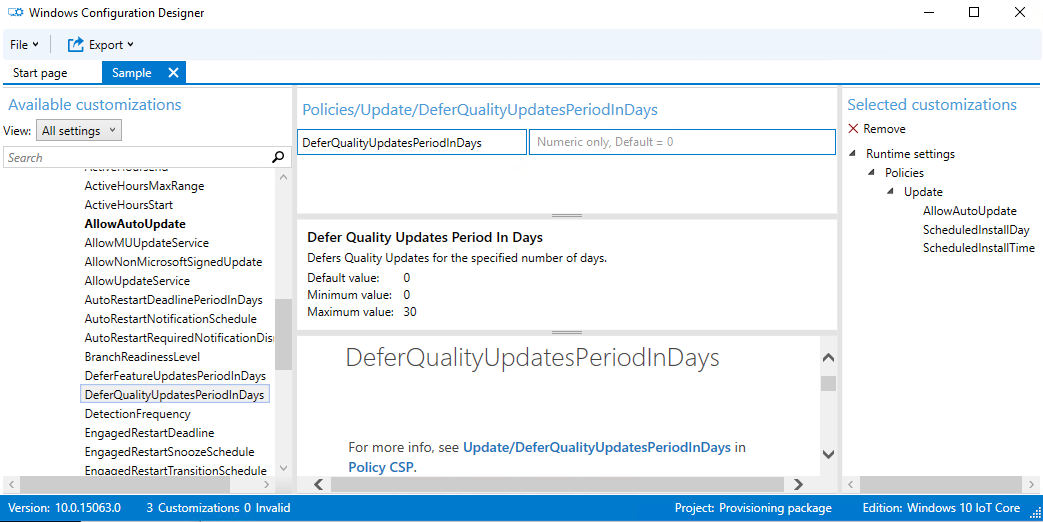 Windows Configuration Designer
File Export
Start page Sample
Available customizations
View: All settings
Search
ActiveHoursEnd
ActiveHoursMaxRange
ActiveHoursStart
AllowAutoUpdate
AllowMUUpdateService
AllowNonMicrosoftSignedUpdate
AllowUpdateService
AutoRestartDeadlinePeriodInDays
AutoRestartNotificationSchedule
AutoRestartRequiredNotificationDis
BranchReadinessLevel
DeferFeatureUpdatesPeriodInDays
DeferQualityUpdatesPeriodInDays
DetectionFrequency
EngagedRestartDeadline
EngagedRestartSnoozeSchedule
EngagedRestartTransitionSchedule
Policies/Update/DeferQualityUpdatesPeriodInDays
DeferQualityUpdatesPeriodInDays Numeric only, Default = 0
Defer Quality Updates Period In Days
Defers Quality Updates for the specified number of days.
Default value: 0
Minimum value: 0
Maximum value: 30
DeferQualityUpdatesPeriodInDays
For more info, see Update/DeferQualityUpdatesPeriodInDays in
Policy CSP.
Selected customizations
Remove
Runtime settings
Policies
Update
AllowAutoUpdate
ScheduledInstallDay
ScheduledInstallTime
Version: 10.0.15063.0 3 Customizations 0 Invalid Project: Provisioning package Edition: Windows 10 IoT Core